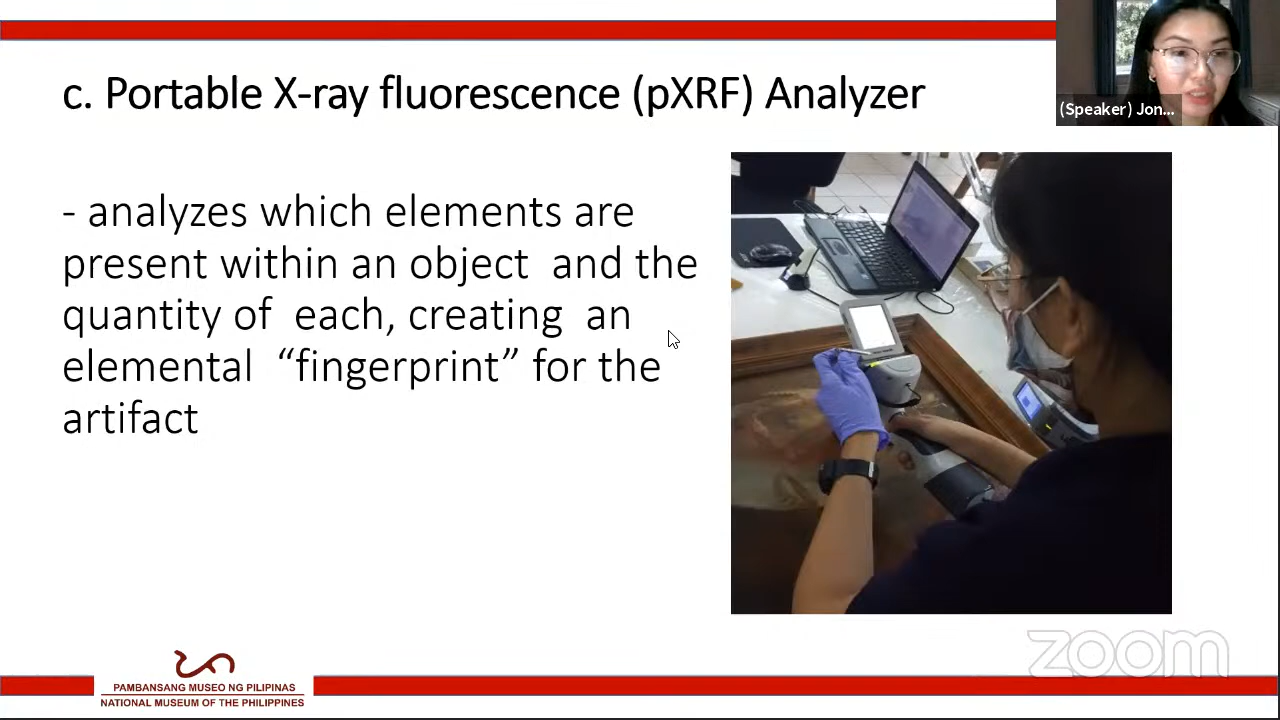 c. Portable X-ray fluorescence (pXRF) Analyzer
(Speaker) Jon...
- analyzes which elements are
present within an object  and the
quantity of  each, creating  an
elemental  “fingerprint” for the
artifact
zoom
PAMBANSANG MUSEO NG PILIPINAS
NATIONAL MUSEUM OF THE PHILIPPINES